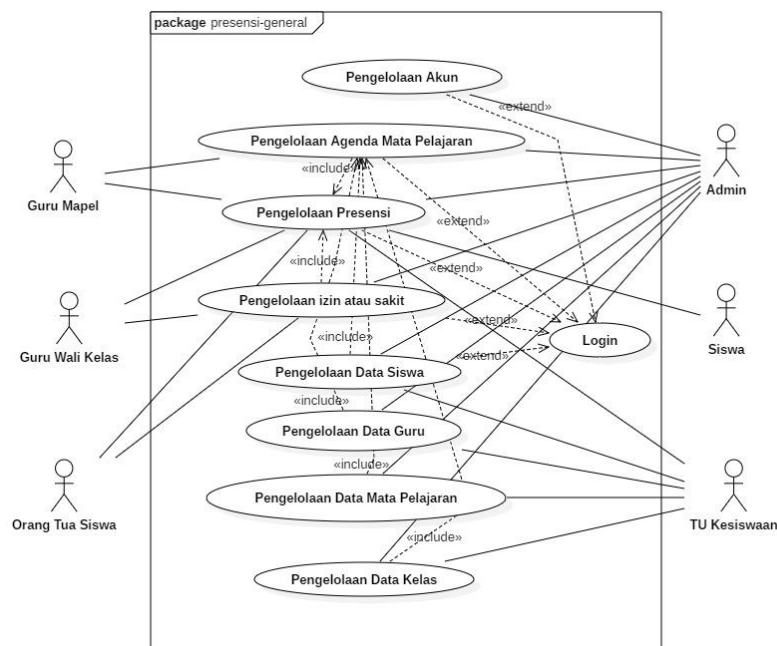 package presensi-general
Pengelolaan Akun
«extend»
Pengelolaan Agenda Mata Pelajaran
«include»
Guru Mapel
Admin
Pengelolaan Presensi
«extend»
«include»
«extend»
Pengelolaan izin atau sakit
«extend»
Guru Wali Kelas
Siswa
«include»
Login
«extend»
Pengelolaan Data Siswa
«include»
Pengelolaan Data Guru
«include»
Pengelolaan Data Mata Pelajaran
Orang Tua Siswa
TU Kesiswaan
«include»
Pengelolaan Data Kelas